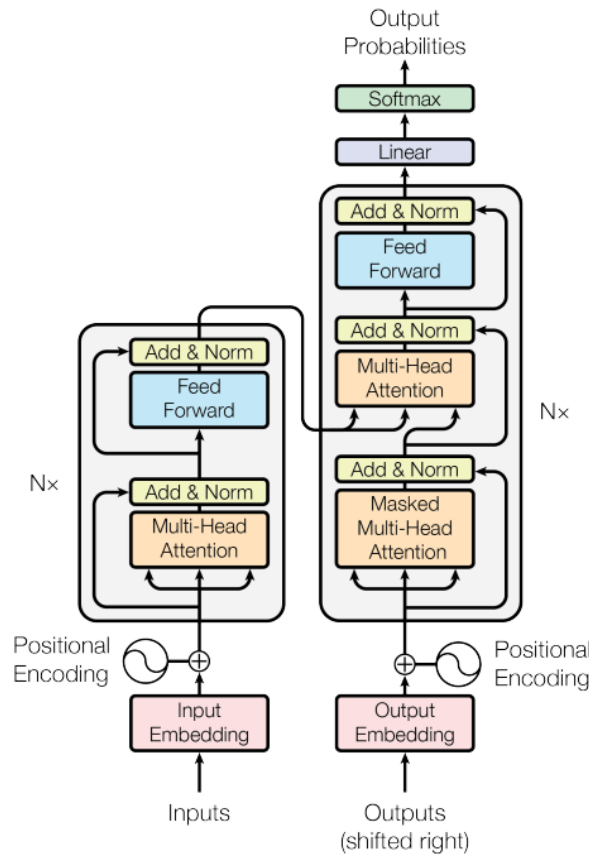 Output
Probabilities
Softmax
Linear
Add & Norm
Feed
Forward
Add & Norm
Multi-Head
Attention
Add & Norm
Masked
Multi-Head
Attention
N×
Add & Norm
Feed
Forward
Add & Norm
Multi-Head
Attention
N×
Positional
Encoding
Positional
Encoding
Input
Embedding
Output
Embedding
Inputs
Outputs
(shifted right)